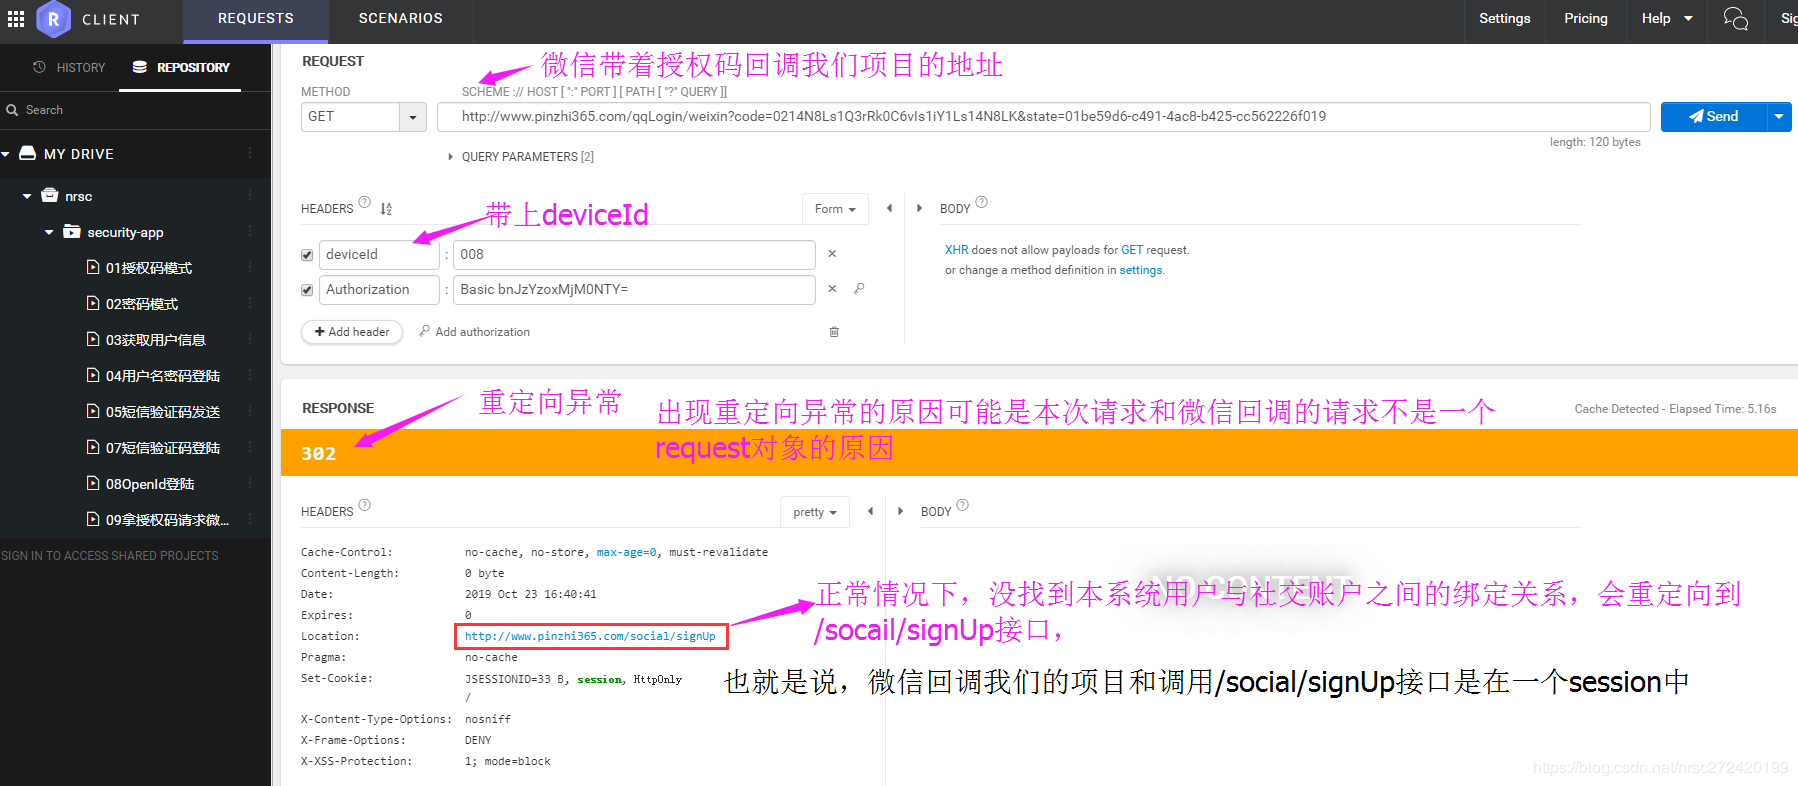 CLIENT
REQUESTS
SCENARIOS
Settings
Pricing
Help
Sig
HISTORY
REPOSITORY
Search
MY DRIVE
nrsc
security-app
01授权码模式
02密码模式
03获取用户信息
04用户名密码登陆
05短信验证码发送
07短信验证码登陆
08OpenId登陆
09拿授权码请求微...
SIGN IN TO ACCESS SHARED PROJECTS
REQUEST
微信带着授权码回调我们项目的地址
METHOD
SCHEME :// HOST [ ":" PORT ] [ PATH [ "?" QUERY ]]
GET
http://www.pinzhi365.com/qqLogin/weixin?code=0214N8Ls1Q3rRk0C6vIs1iY1Ls14N8LK&state=01be59d6-c491-4ac8-b425-cc562226f019
Send
length: 120 bytes
QUERY PARAMETERS [2]
HEADERS
带上deviceId
Form
BODY
deviceId : 008
Authorization : Basic bnJzYzoxMjM0NTY=
XHR does not allow payloads for GET request.
or change a method definition in settings.
+ Add header
Add authorization
RESPONSE
重定向异常
出现重定向异常的原因可能是本次请求和微信回调的请求不是一个
request对象的原因
Cache Detected - Elapsed Time: 5.16s
302
HEADERS
pretty
BODY
Cache-Control: no-cache, no-store, max-age=0, must-revalidate
Content-Length: 0 byte
Date: 2019 Oct 23 16:40:41
Expires: 0
Location: http://www.pinzhi365.com/social/signUp
Pragma: no-cache
Set-Cookie: JSESSIONID=33 B, session, HttpOnly
/
X-Content-Type-Options: nosniff
X-Frame-Options: DENY
X-XSS-Protection: 1; mode=block
NO CONTENT
正常情况下，没找到本系统用户与社交账户之间的绑定关系，会重定向到
/socail/signUp接口，
也就是说，微信回调我们的项目和调用/social/signUp接口是在一个session中
https://blog.csdn.net/nrsc272420199